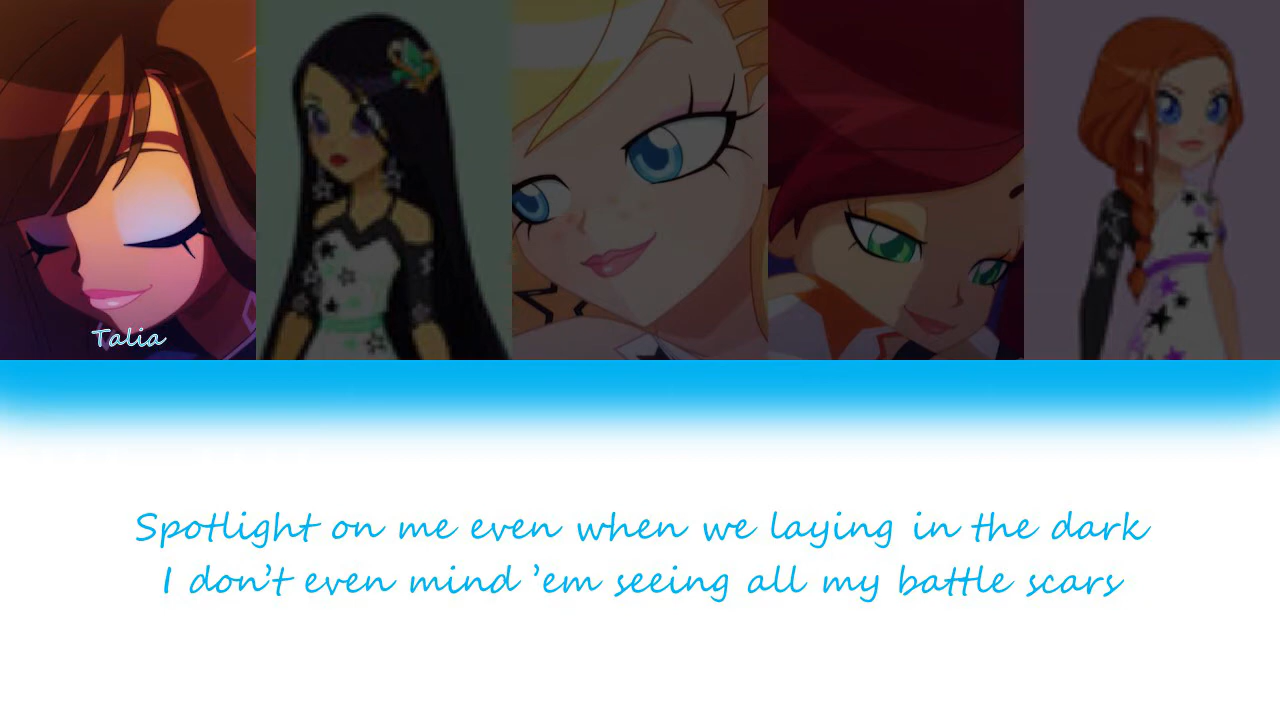 Talia
Spotlight on me even when we laying in the dark
I don't even mind 'em seeing all my battle scars